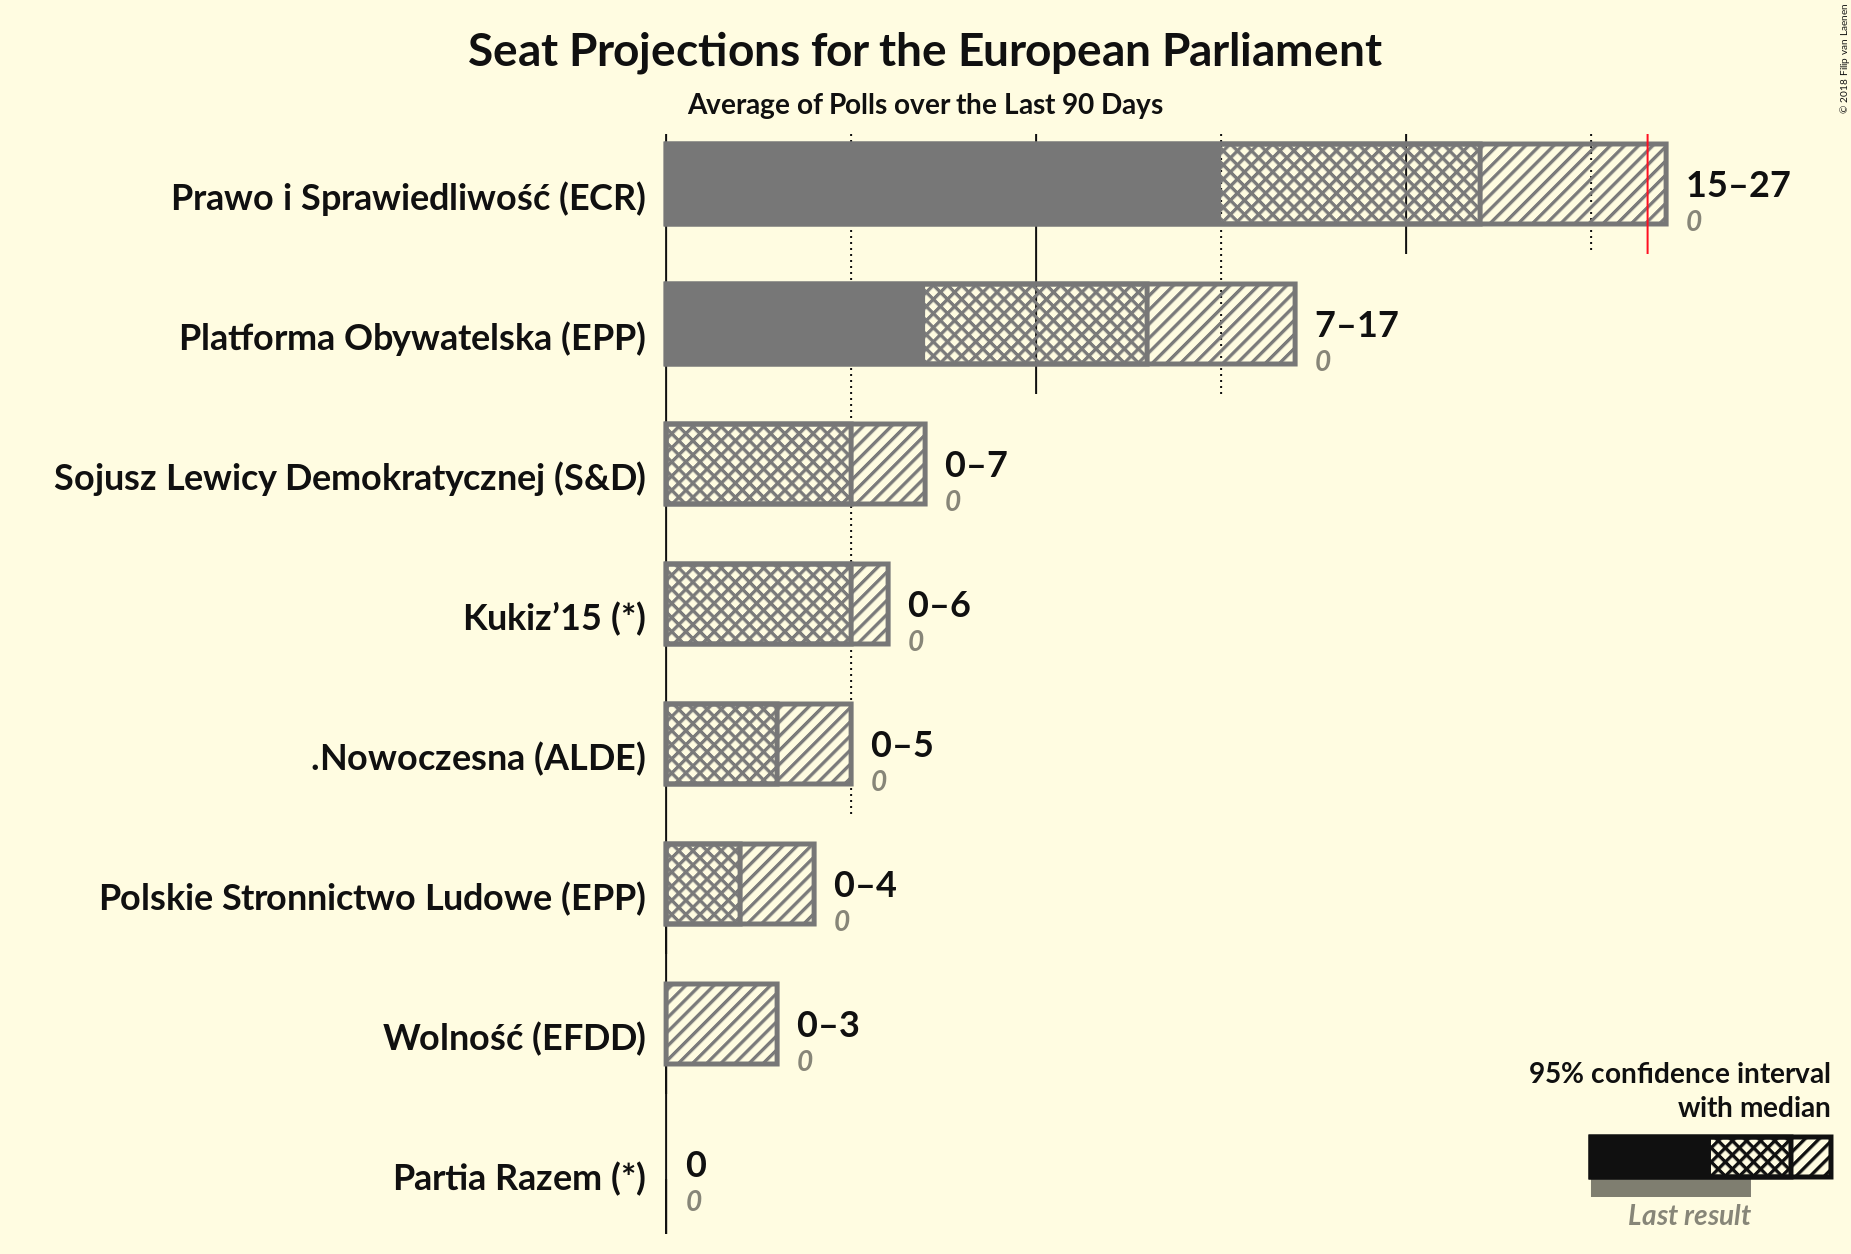 Seat Projections for the European Parliament
Average of Polls over the Last 90 Days
© 2018 Filip van Laenen
Prawo i Sprawiedliwość (ECR)
15–27
0
Platforma Obywatelska (EPP)
7–17
0
Sojusz Lewicy Demokratycznej (S&D)
0–7
0
Kukiz’15 (*)
0–6
0
.Nowoczesna (ALDE)
0–5
0
Polskie Stronnictwo Ludowe (EPP)
0–4
0
Wolność (EFDD)
0–3
0
Partia Razem (*)
0
0
95% confidence interval
with median
Last result